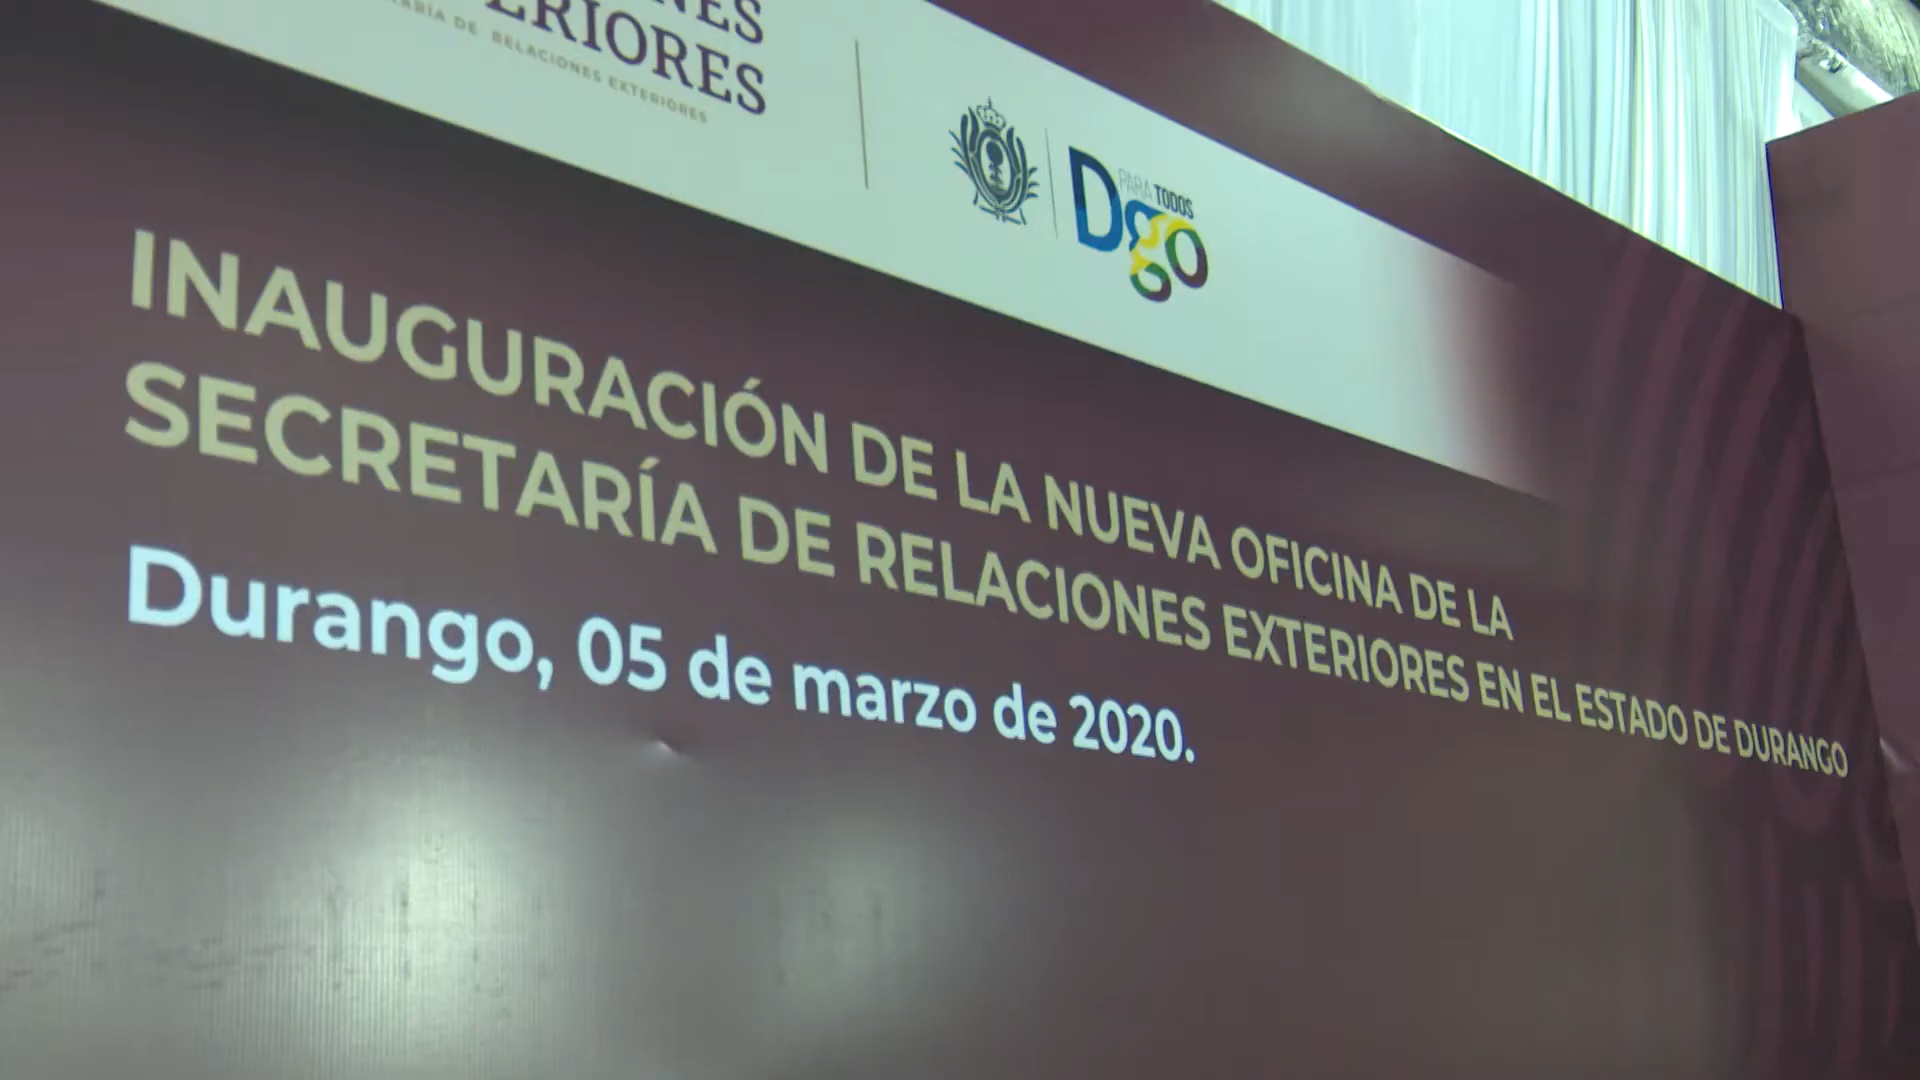 RELACIONES EXTERIORES
PARA TODOS
Dgo
INAUGURACIÓN DE LA NUEVA OFICINA DE LA
SECRETARÍA DE RELACIONES EXTERIORES EN EL ESTADO DE DURANGO
Durango, 05 de marzo de 2020.